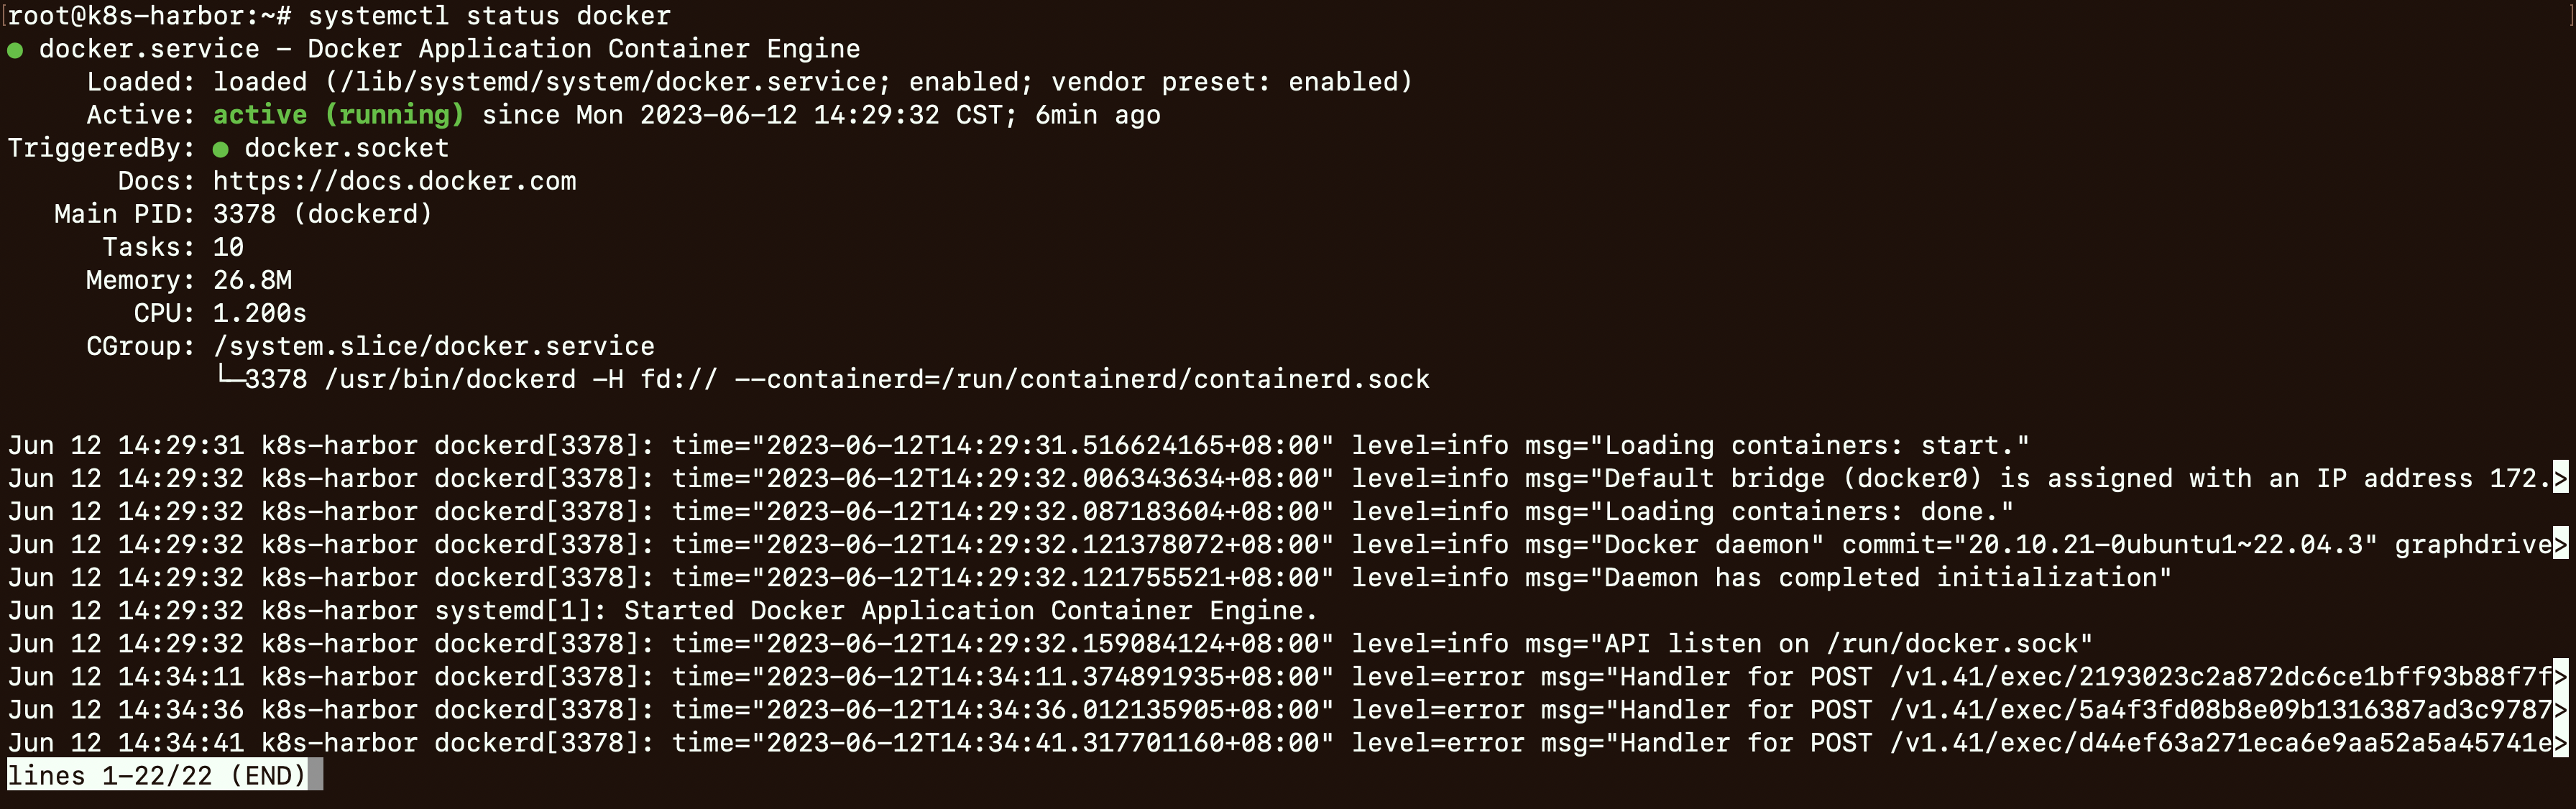 root@k8s-harbor:~# systemctl status docker
● docker.service - Docker Application Container Engine
Loaded: loaded (/lib/systemd/system/docker.service; enabled; vendor preset: enabled)
Active: active (running) since Mon 2023-06-12 14:29:32 CST; 6min ago
TriggeredBy: ● docker.socket
Docs: https://docs.docker.com
Main PID: 3378 (dockerd)
Tasks: 10
Memory: 26.8M
CPU: 1.200s
CGroup: /system.slice/docker.service
└─3378 /usr/bin/dockerd -H fd:// --containerd=/run/containerd/containerd.sock
Jun 12 14:29:31 k8s-harbor dockerd[3378]: time="2023-06-12T14:29:31.516624165+08:00" level=info msg="Loading containers: start."
Jun 12 14:29:32 k8s-harbor dockerd[3378]: time="2023-06-12T14:29:32.006343634+08:00" level=info msg="Default bridge (docker0) is assigned with an IP address 172.>
Jun 12 14:29:32 k8s-harbor dockerd[3378]: time="2023-06-12T14:29:32.087183604+08:00" level=info msg="Loading containers: done."
Jun 12 14:29:32 k8s-harbor dockerd[3378]: time="2023-06-12T14:29:32.121378072+08:00" level=info msg="Docker daemon" commit="20.10.21-0ubuntu1~22.04.3" graphdrive>
Jun 12 14:29:32 k8s-harbor dockerd[3378]: time="2023-06-12T14:29:32.121755521+08:00" level=info msg="Daemon has completed initialization"
Jun 12 14:29:32 k8s-harbor systemd[1]: Started Docker Application Container Engine.
Jun 12 14:29:32 k8s-harbor dockerd[3378]: time="2023-06-12T14:29:32.159084124+08:00" level=info msg="API listen on /run/docker.sock"
Jun 12 14:34:11 k8s-harbor dockerd[3378]: time="2023-06-12T14:34:11.374891935+08:00" level=error msg="Handler for POST /v1.41/exec/2193023c2a872dc6ce1bff93b88f7f>
Jun 12 14:34:36 k8s-harbor dockerd[3378]: time="2023-06-12T14:34:36.012135905+08:00" level=error msg="Handler for POST /v1.41/exec/5a4f3fd08b8e09b1316387ad3c9787>
Jun 12 14:34:41 k8s-harbor dockerd[3378]: time="2023-06-12T14:34:41.317701160+08:00" level=error msg="Handler for POST /v1.41/exec/d44ef63a271eca6e9aa52a5a45741e>
lines 1-22/22 (END)